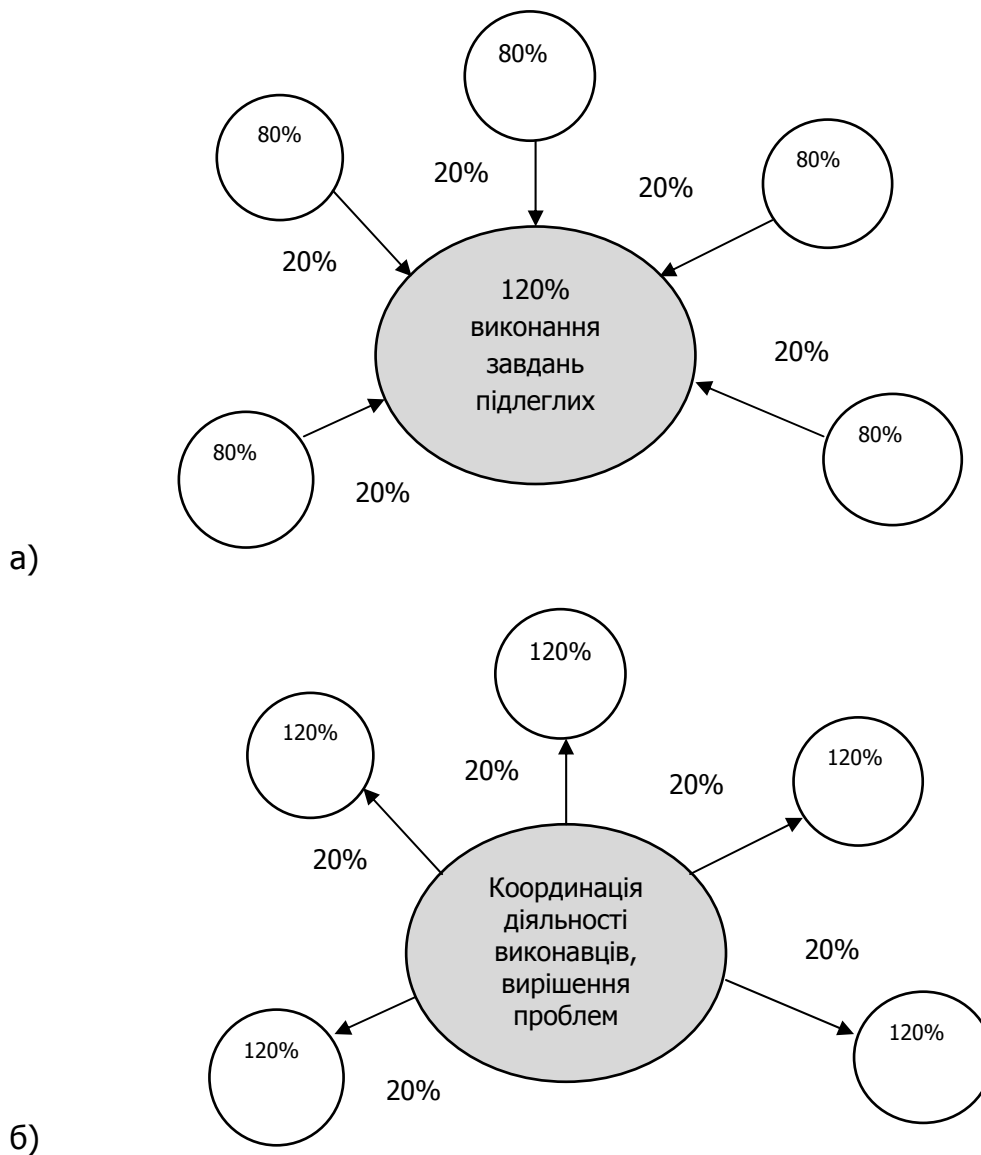 80%
80%
80%
20%
20%
20%
120%
виконання
завдань
підлеглих
20%
80%
80%
20%
а)
120%
120%
120%
20%
20%
20%
Координація
діяльності
виконавців,
вирішення
проблем
20%
120%
120%
20%
б)